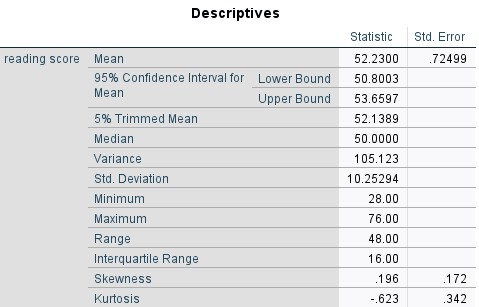 Descriptives
Statistic Std. Error
reading score Mean 52.2300 .72499
95% Confidence Interval for Lower Bound 50.8003
Mean Upper Bound 53.6597
5% Trimmed Mean 52.1389
Median 50.0000
Variance 105.123
Std. Deviation 10.25294
Minimum 28.00
Maximum 76.00
Range 48.00
Interquartile Range 16.00
Skewness .196 .172
Kurtosis -.623 .342